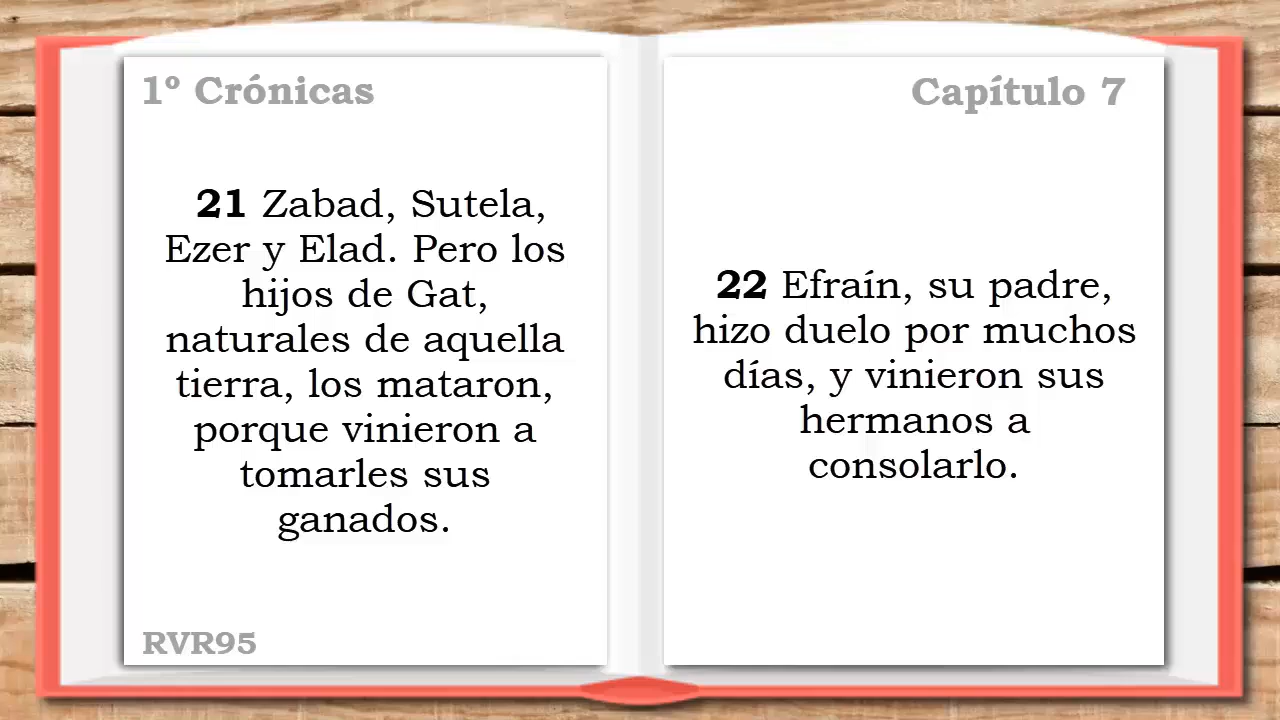 1º Crónicas
21 Zabad, Sutela,
Ezer y Elad. Pero los
hijos de Gat,
naturales de aquella
tierra, los mataron,
porque vinieron a
tomarles sus
ganados.
RVR95
Capítulo 7
22 Efraín, su padre,
hizo duelo por muchos
días, y vinieron sus
hermanos a
consolarlo.